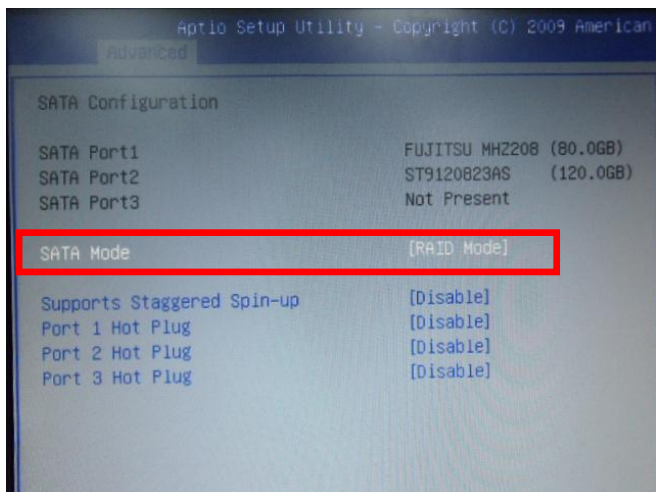 Aptio Setup Utility - Copyright (C) 2009 American
Advanced
SATA Configuration
SATA Port1 FUJITSU MHZ208 (80.0GB)
SATA Port2 ST9120823AS (120.0GB)
SATA Port3 Not Present
SATA Mode [RAID Mode]
Supports Staggered Spin-up [Disable]
Port 1 Hot Plug [Disable]
Port 2 Hot Plug [Disable]
Port 3 Hot Plug [Disable]